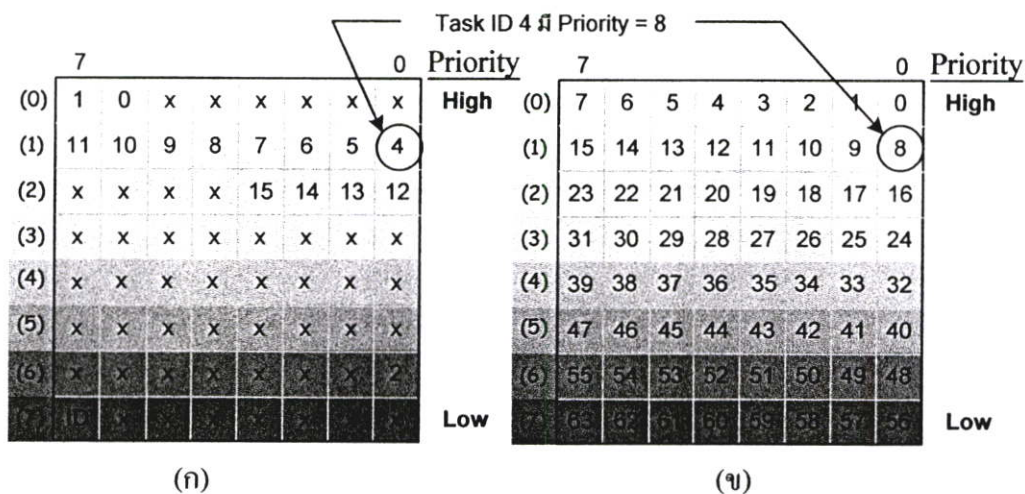 Task ID 4 มี Priority = 8
7 0 Priority
(0) 1 0 x x x x x x High
(1) 11 10 9 8 7 6 5 4
(2) x x x x 15 14 13 12
(3) x x x x x x x x
(4) x x x x x x x x
(5) x x x x x x x x
(6) x x x x x x x 2
Low
(ก)
7 0 Priority
(0) 7 6 5 4 3 2 1 0 High
(1) 15 14 13 12 11 10 9 8
(2) 23 22 21 20 19 18 17 16
(3) 31 30 29 28 27 26 25 24
(4) 39 38 37 36 35 34 33 32
(5) 47 46 45 44 43 42 41 40
(6) 55 54 53 52 51 50 49 48
63 62 61 60 59 58 57 56 Low
(ข)